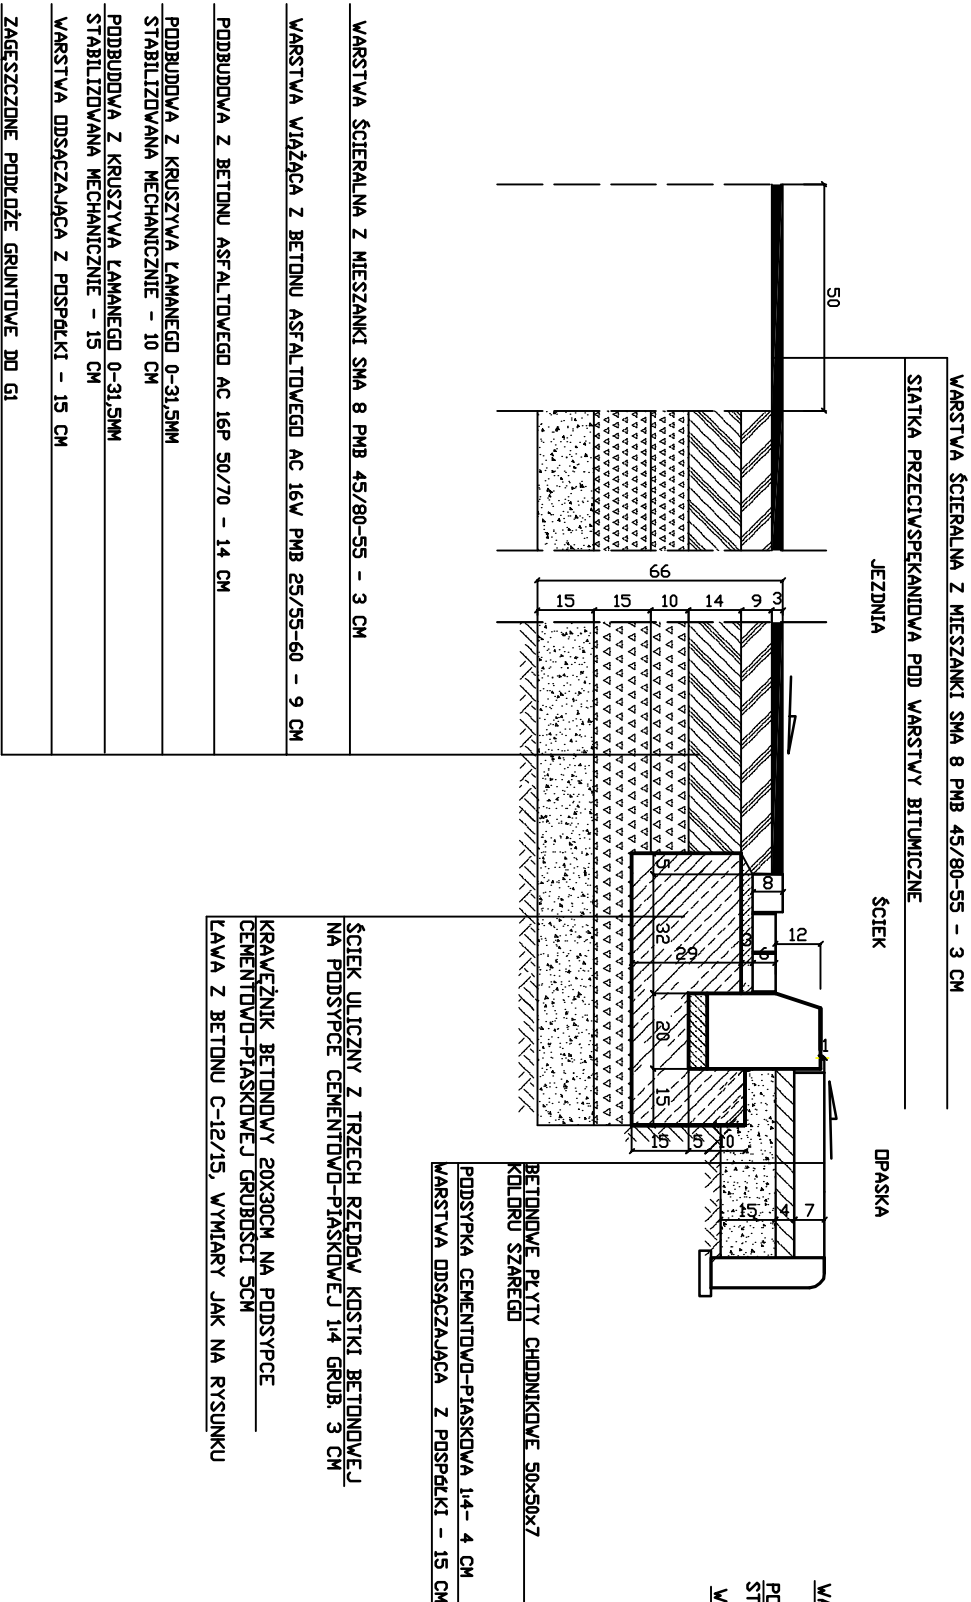 WARSTWA ŚCIERALNA Z MIESZANKI SMA 8 PMB 45/80-55 - 3 CM
SIATKA PRZECIWSPĘKANIOWA POD WARSTWY BITUMICZNE
JEZDNIA
ŚCIEK
OPASKA
50
66
15
15
10
14
9
3
8
12
5
32
29
3
6
20
15
1
15
5
10
15
4
7
WARSTWA ŚCIERALNA Z MIESZANKI SMA 8 PMB 45/80-55 - 3 CM
WARSTWA WIĄŻĄCA Z BETONU ASFALTOWEGO AC 16W PMB 25/55-60 - 9 CM
PODBUDOWA Z BETONU ASFALTOWEGO AC 16P 50/70 - 14 CM
PODBUDOWA Z KRUSZYWA ŁAMANEGO 0-31,5MM
STABILIZOWANA MECHANICZNIE - 10 CM
PODBUDOWA Z KRUSZYWA ŁAMANEGO 0-31,5MM
STABILIZOWANA MECHANICZNIE - 15 CM
WARSTWA ODSĄCZAJĄCA Z POSPÓŁKI - 15 CM
ZAGĘSZCZONE PODŁOŻE GRUNTOWE DO G1
BETONOWE PŁYTY CHODNIKOWE 50x50x7
KOLORU SZAREGO
PODSYPKA CEMENTOWO-PIASKOWA 1:4- 4 CM
WARSTWA ODSĄCZAJĄCA Z POSPÓŁKI - 15 CM
ŚCIEK ULICZNY Z TRZECH RZĘDÓW KOSTKI BETONOWEJ
NA PODSYPCE CEMENTOWO-PIASKOWEJ 1:4 GRUB. 3 CM
KRAWĘŻNIK BETONOWY 20X30CM NA PODSYPCE
CEMENTOWO-PIASKOWEJ GRUBOŚCI 5CM
ŁAWA Z BETONU C-12/15, WYMIARY JAK NA RYSUNKU